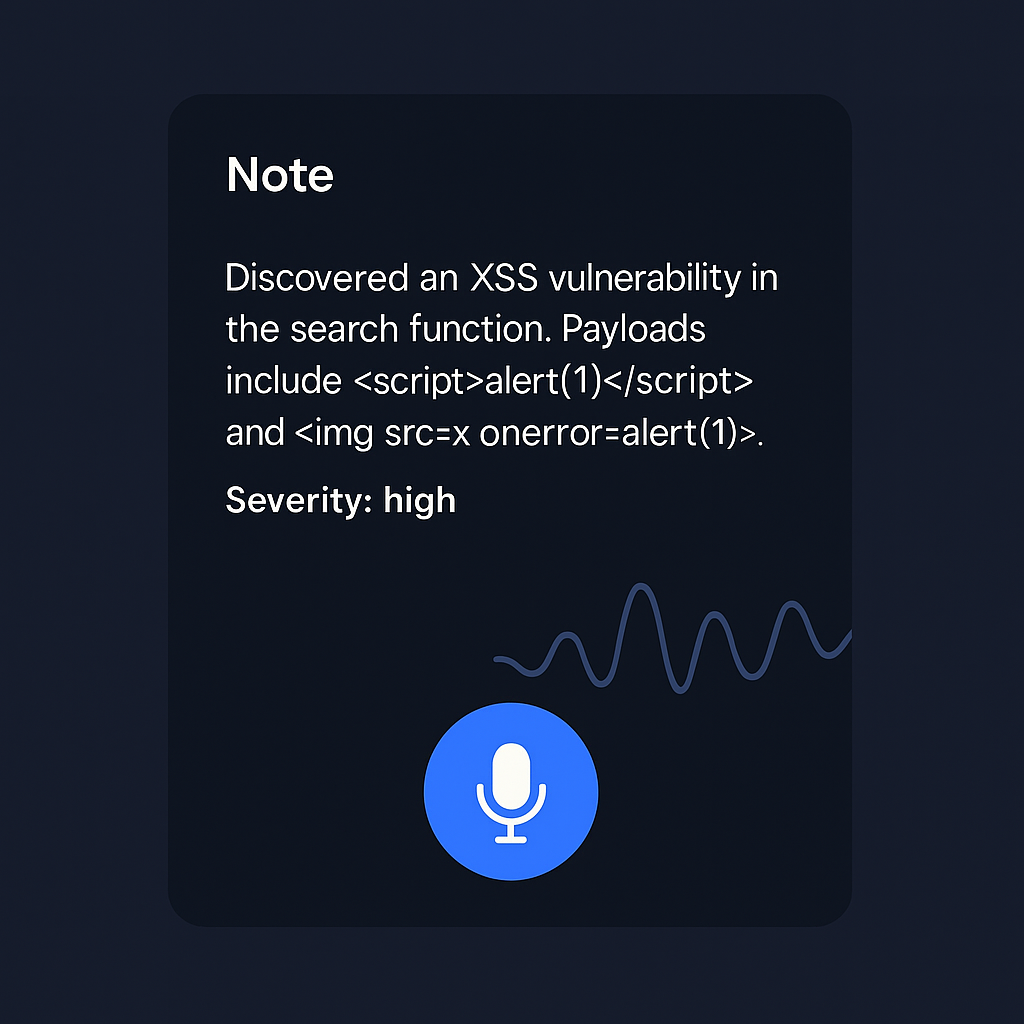 Note
Discovered an XSS vulnerability in
the search function. Payloads
include <script>alert(1)</script>
and <img src=x onerror=alert(1)>.
Severity: high